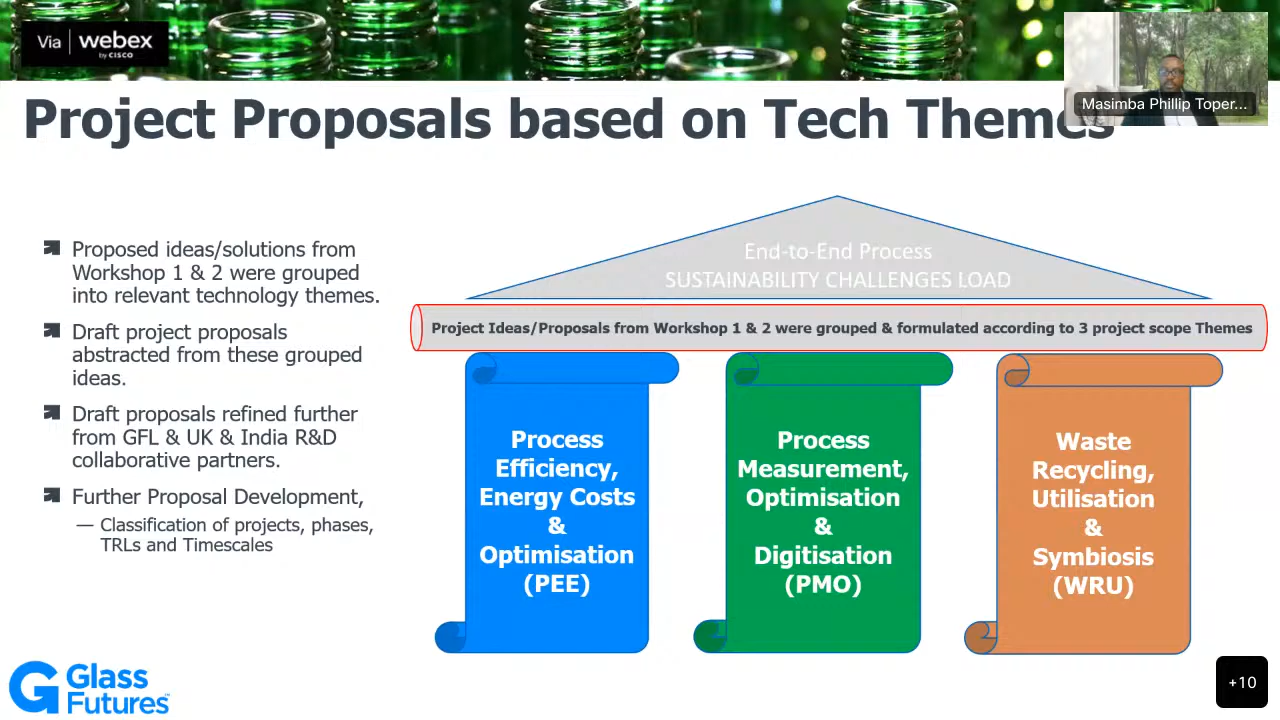 Via | webex
by CISCO
Masimba Phillip Toper...
Project Proposals based on Tech Themes
Proposed ideas/solutions from
Workshop 1 & 2 were grouped
into relevant technology themes.
Draft project proposals
abstracted from these grouped
ideas.
Draft proposals refined further
from GFL & UK & India R&D
collaborative partners.
Further Proposal Development,
— Classification of projects, phases,
TRLs and Timescales
End-to-End Process
SUSTAINABILITY CHALLENGES LOAD
Project Ideas/Proposals from Workshop 1 & 2 were grouped & formulated according to 3 project scope Themes
Process
Efficiency,
Energy Costs
&
Optimisation
(PEE)
Process
Measurement,
Optimisation
&
Digitisation
(PMO)
Waste
Recycling,
Utilisation
&
Symbiosis
(WRU)
Glass
Futures™
+10